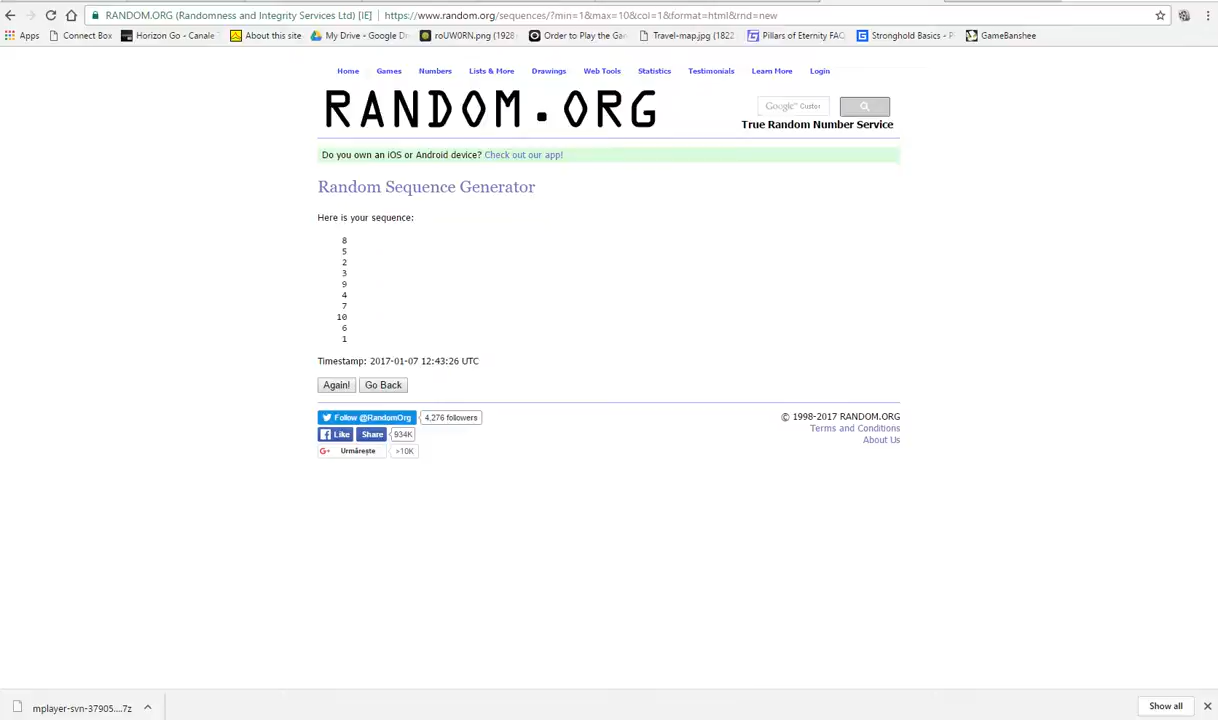 RANDOM.ORG (Randomness and Integrity Services Ltd) [IE] https://www.random.org/sequences/?min=1&max=10&col=1&format=html&rnd=new
Apps Connect Box Horizon Go - Canale About this site My Drive - Google Dr roUW0RN.png (1928 Order to Play the Ga Travel-map.jpg (1822 Pillars of Eternity FAQ Stronghold Basics - P GameBanshee
Home Games Numbers Lists & More Drawings Web Tools Statistics Testimonials Learn More Login
RANDOM.ORG
Google™ Custor
True Random Number Service
Do you own an iOS or Android device? Check out our app!
Random Sequence Generator
Here is your sequence:
8
5
2
3
9
4
7
10
6
1
Timestamp: 2017-01-07 12:43:26 UTC
Again! Go Back
Follow @RandomOrg 4,276 followers
Like Share 934K
G+ Urmărește >10K
© 1998-2017 RANDOM.ORG
Terms and Conditions
About Us
mplayer-svn-37905....7z
Show all